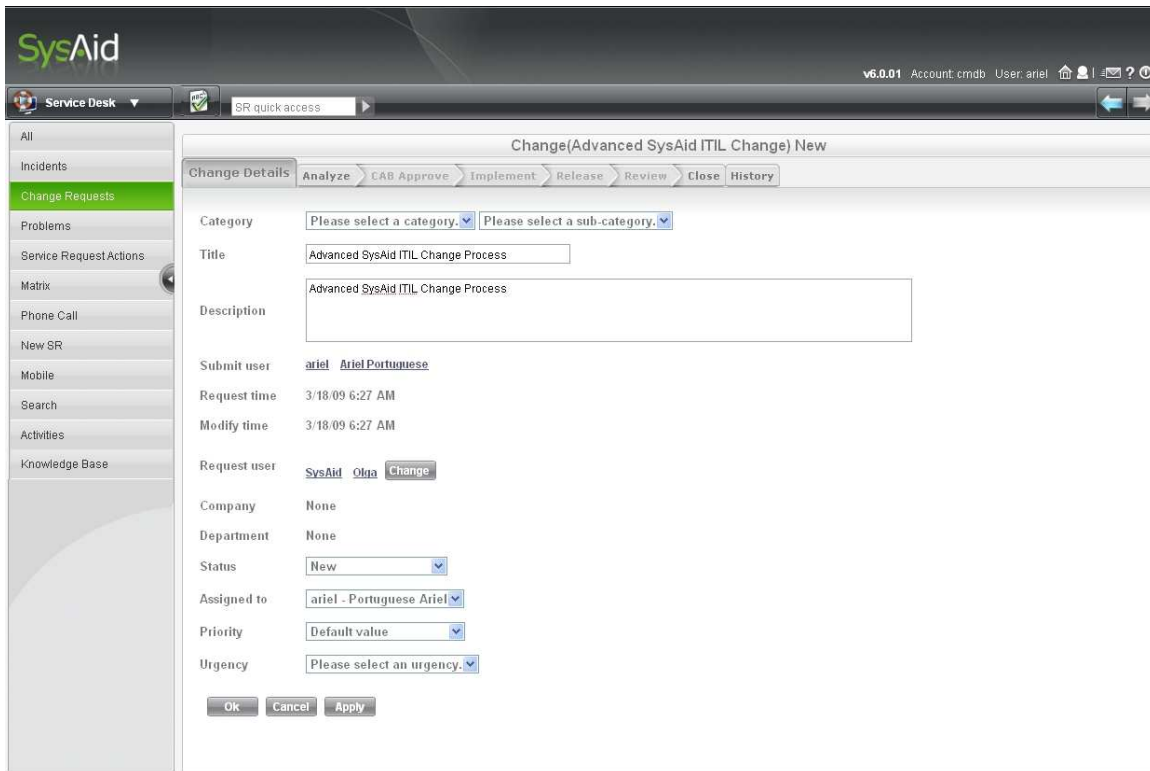 SysAid
v6.0.01 Account: cmdb User: ariel ?
Service Desk
SR quick access
All
Incidents
Change Requests
Problems
Service Request Actions
Matrix
Phone Call
New SR
Mobile
Search
Activities
Knowledge Base
Change(Advanced SysAid ITIL Change) New
Change Details Analyze CAB Approve Implement Release Review Close History
Category Please select a category. Please select a sub-category.
Title Advanced SysAid ITIL Change Process
Description Advanced SysAid ITIL Change Process
Submit user ariel Ariel Portuguese
Request time 3/18/09 6:27 AM
Modify time 3/18/09 6:27 AM
Request user SysAid Olga Change
Company None
Department None
Status New
Assigned to ariel - Portuguese Ariel
Priority Default value
Urgency Please select an urgency.
Ok Cancel Apply